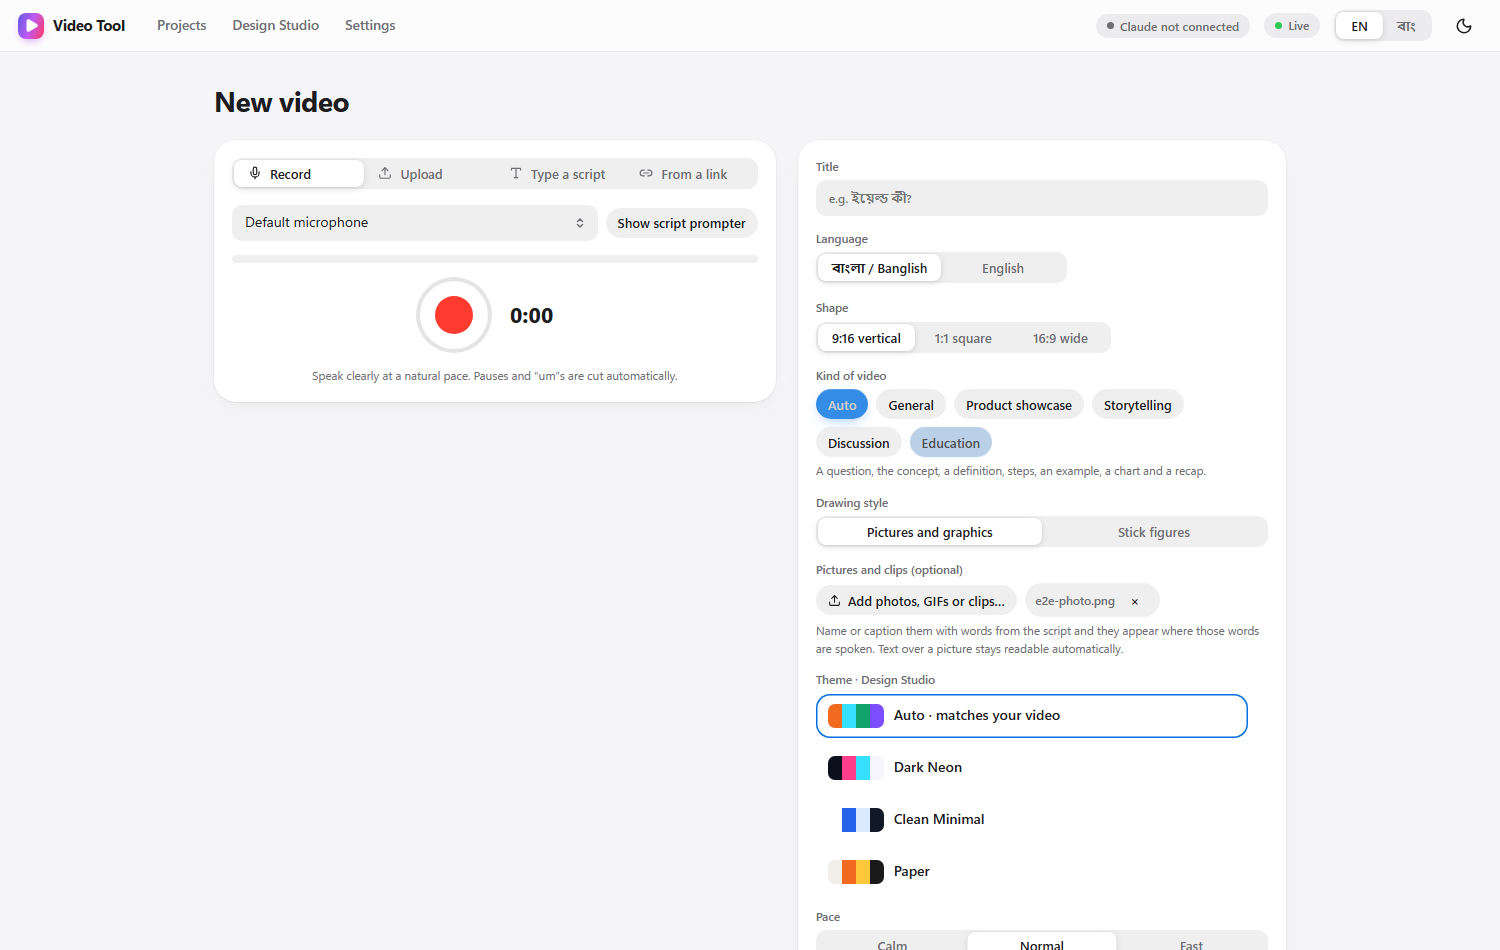 Video Tool
Projects
Design Studio
Settings
Claude not connected
Live
EN
বাং
New video
Record
Upload
Type a script
From a link
Default microphone
Show script prompter
0:00
Speak clearly at a natural pace. Pauses and "um"s are cut automatically.
Title
e.g. ইয়েল্ড কী?
Language
বাংলা / Banglish
English
Shape
9:16 vertical
1:1 square
16:9 wide
Kind of video
Auto
General
Product showcase
Storytelling
Discussion
Education
A question, the concept, a definition, steps, an example, a chart and a recap.
Drawing style
Pictures and graphics
Stick figures
Pictures and clips (optional)
Add photos, GIFs or clips...
e2e-photo.png ×
Name or caption them with words from the script and they appear where those words
are spoken. Text over a picture stays readable automatically.
Theme · Design Studio
Auto · matches your video
Dark Neon
Clean Minimal
Paper
Pace
Calm
Normal
Fast